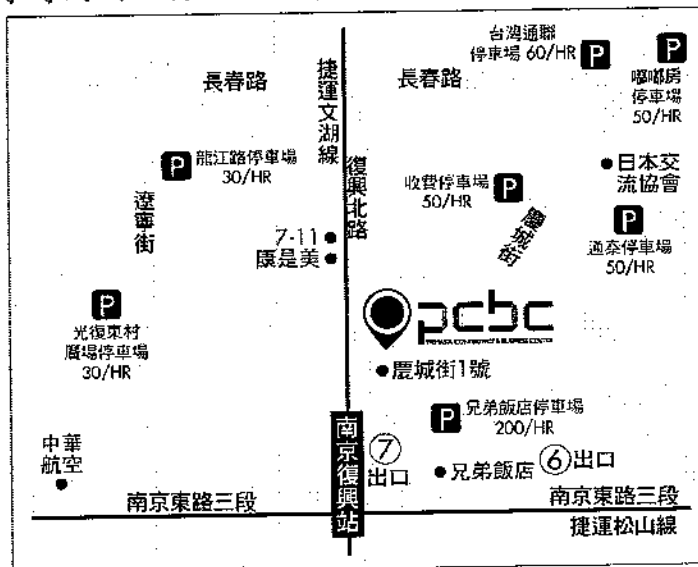 台灣通聯
停車場 60/HR
P
P
嘟嘟房
停車場
50/HR
長春路
捷運文湖線
長春路
P
龍江路停車場
30/HR
復興北路
收費停車場
50/HR
P
日本交
流協會
遼寧街
慶城街
P
通泰停車場
50/HR
7-11
康是美
P
光復東村
廣場停車場
30/HR
pcbc
慶城街1號
P
兄弟飯店停車場
200/HR
中華
航空
南京復興站
7
出口
兄弟飯店
6出口
南京東路三段
南京東路三段
捷運松山線